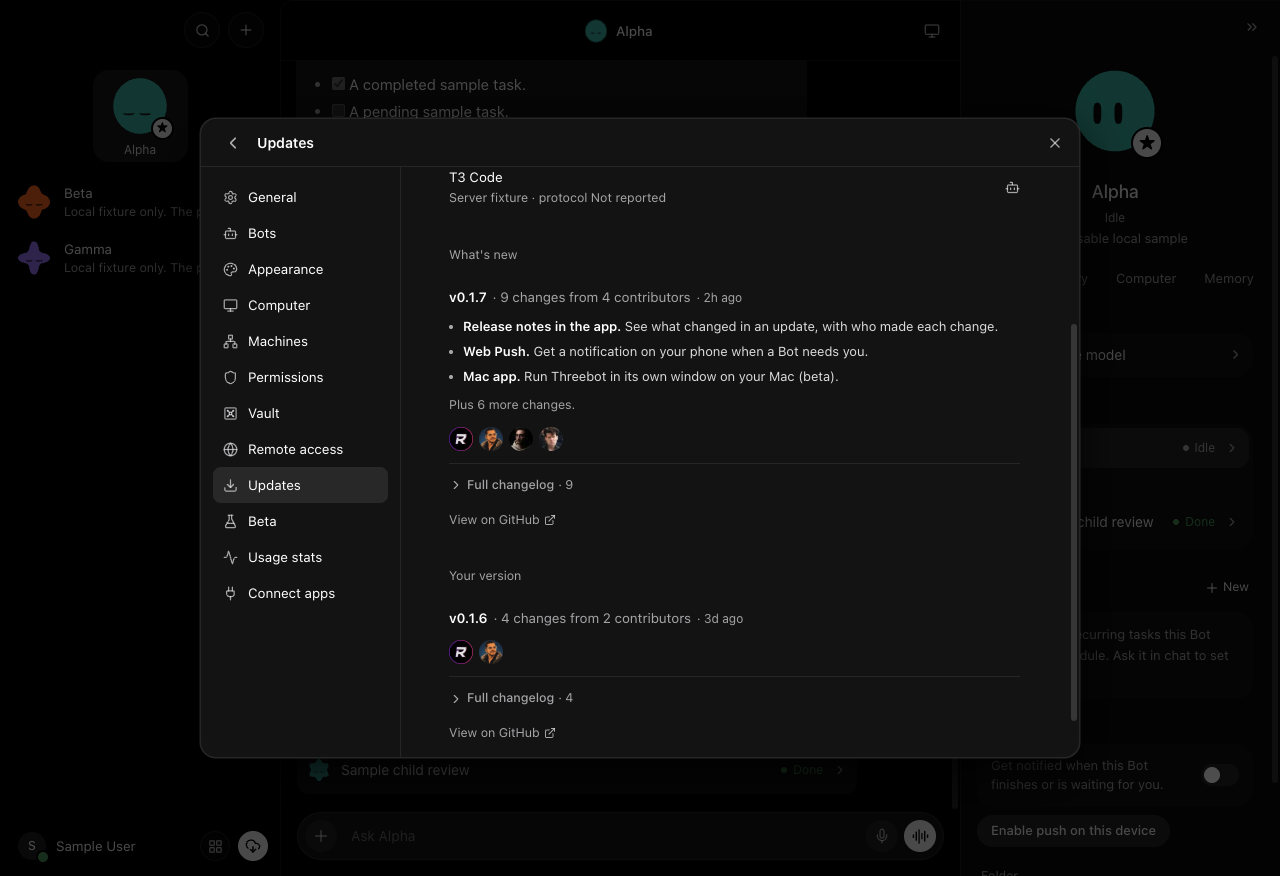 Alpha
A completed sample task.
A pending sample task.
Alpha
Beta
Local fixture only. The p
Gamma
Local fixture only. The p
Updates
General
Bots
Appearance
Computer
Machines
Permissions
Vault
Remote access
Updates
Beta
Usage stats
Connect apps
T3 Code
Server fixture · protocol Not reported
What's new
v0.1.7 · 9 changes from 4 contributors · 2h ago
• Release notes in the app. See what changed in an update, with who made each change.
• Web Push. Get a notification on your phone when a Bot needs you.
• Mac app. Run Threebot in its own window on your Mac (beta).
Plus 6 more changes.
Full changelog · 9
View on GitHub
Your version
v0.1.6 · 4 changes from 2 contributors · 3d ago
Full changelog · 4
View on GitHub
Alpha
Idle
sable local sample
y Computer Memory
model
Idle
child review Done
New
ecurring tasks this Bot
dule. Ask it in chat to set
Get notified when this Bot
finishes or is waiting for you.
Enable push on this device
Folder
Sample child review Done
Ask Alpha
S Sample User